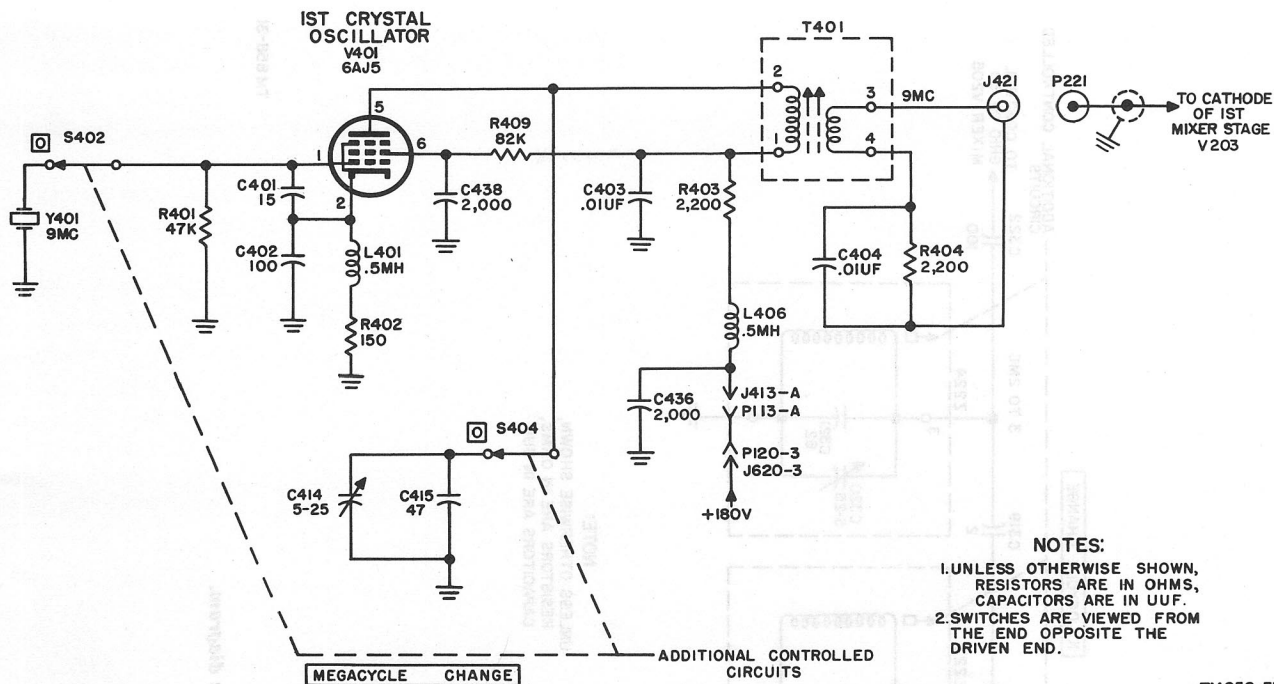 1ST CRYSTAL
OSCILLATOR
V401
6AJ5
T401
2
1
3
4
9MC
J421
P221
TO CATHODE
OF 1ST
MIXER STAGE
V203
O
S402
5
1
6
2
R409
82K
Y401
9MC
R401
47K
C401
15
C402
100
L401
.5MH
R402
150
C438
2,000
C403
.01UF
R403
2,200
C404
.01UF
R404
2,200
L406
.5MH
C436
2,000
J413-A
P113-A
P120-3
J620-3
+180V
O
S404
C414
5-25
C415
47
NOTES:
1.UNLESS OTHERWISE SHOWN,
RESISTORS ARE IN OHMS,
CAPACITORS ARE IN UUF.
2.SWITCHES ARE VIEWED FROM
THE END OPPOSITE THE
DRIVEN END.
ADDITIONAL CONTROLLED
CIRCUITS
MEGACYCLE CHANGE